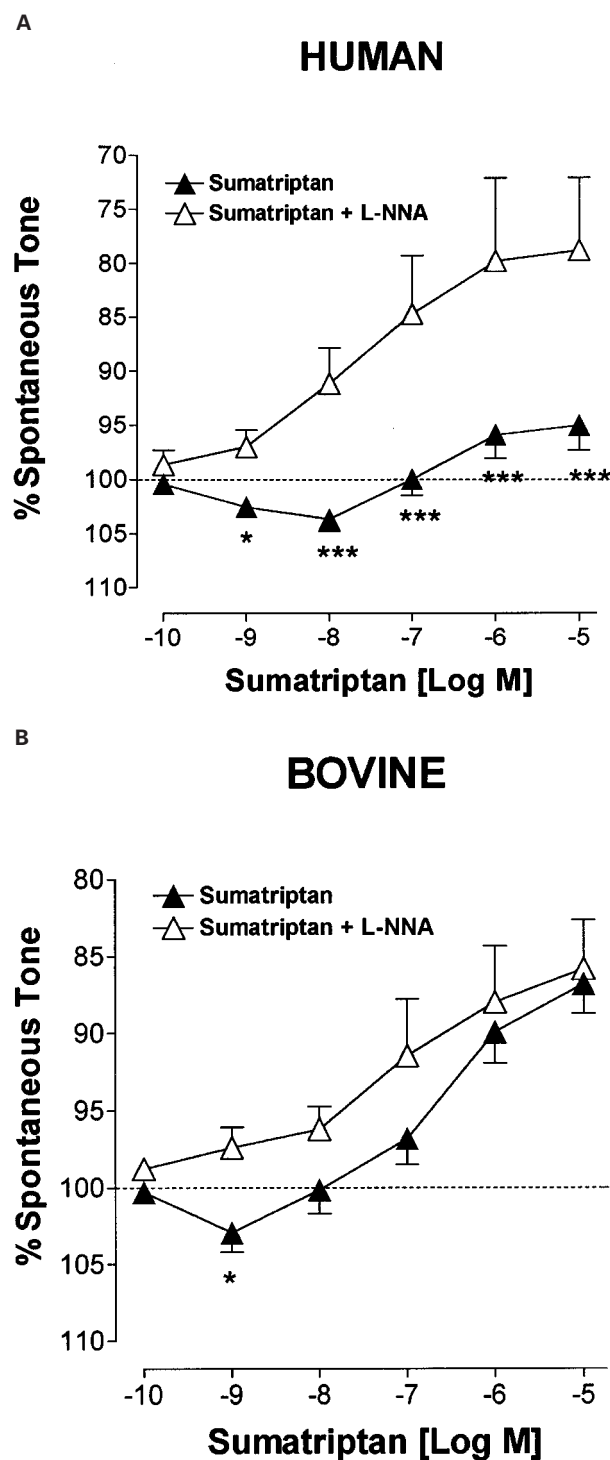 A
HUMAN
70
75
80
85
90
95
100
105
110
% Spontaneous Tone
Sumatriptan
Sumatriptan + L-NNA
* *** *** *** ***
-10 -9 -8 -7 -6 -5
Sumatriptan [Log M]
B
BOVINE
80
85
90
95
100
105
110
% Spontaneous Tone
Sumatriptan
Sumatriptan + L-NNA
*
-10 -9 -8 -7 -6 -5
Sumatriptan [Log M]